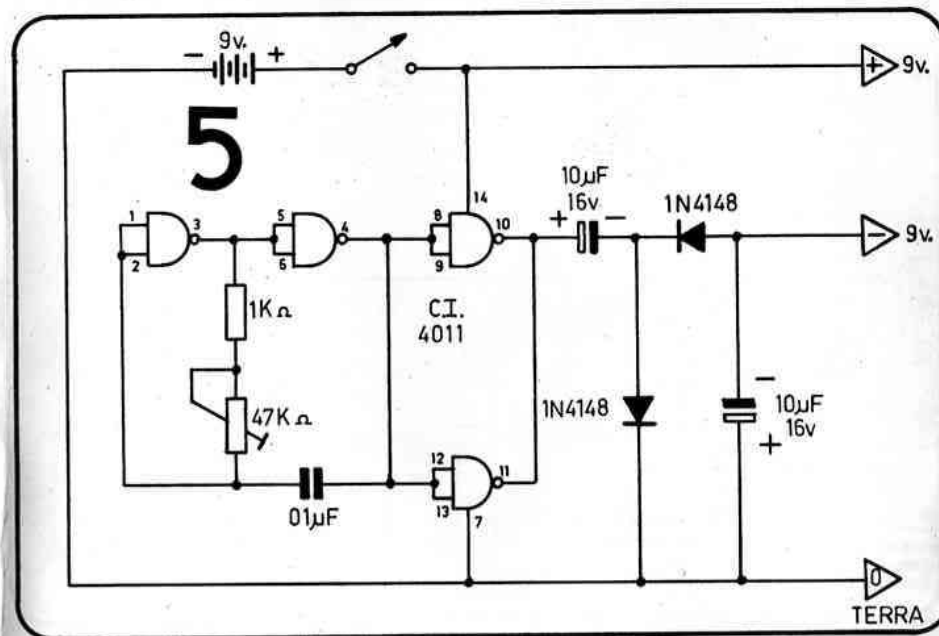 9v.
− +
+ 9v.
5
14
10µF
16v
+ −
1N4148
1
2
3
5
6
4
8
9
10
− 9v.
1KΩ
C.I.
4011
47KΩ
1N4148
−
10µF
16v
+
12
13
11
7
01µF
0
TERRA